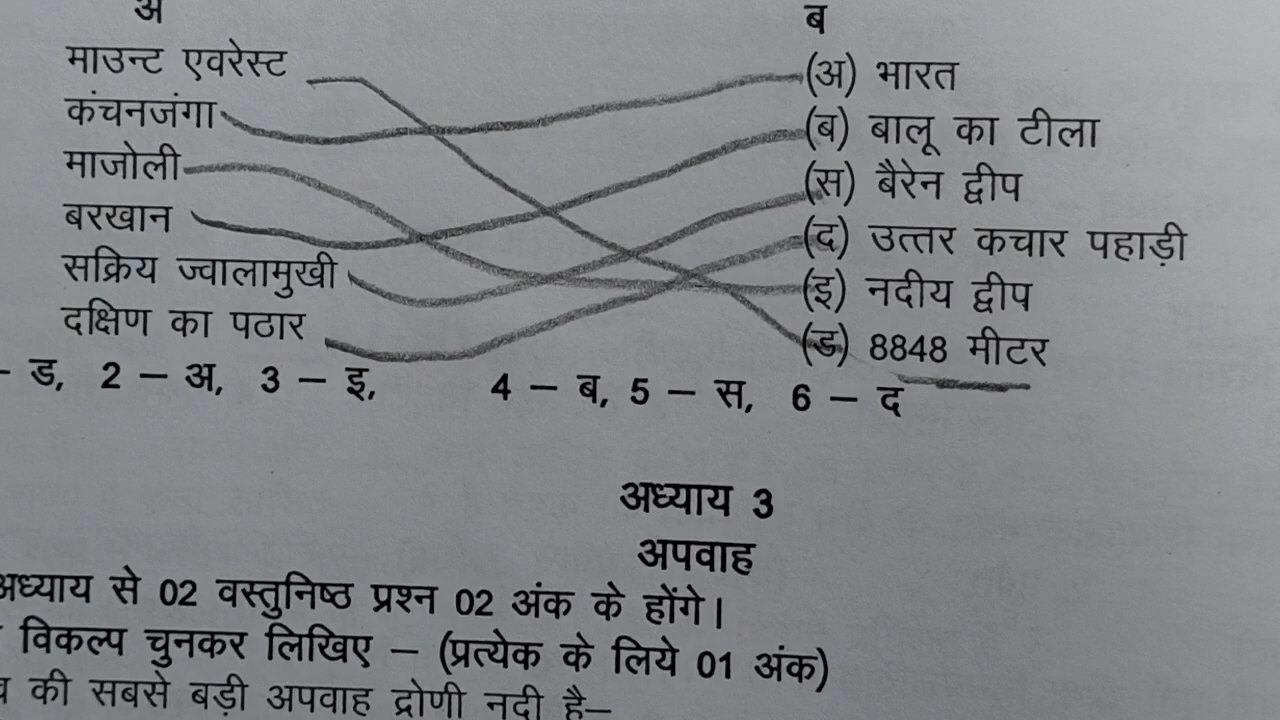 अ ब
माउन्ट एवरेस्ट (अ) भारत
कंचनजंगा (ब) बालू का टीला
माजोली (स) बैरेन द्वीप
बरखान (द) उत्तर कचार पहाड़ी
सक्रिय ज्वालामुखी (इ) नदीय द्वीप
दक्षिण का पठार (ड) 8848 मीटर
– ड, 2 – अ, 3 – इ, 4 – ब, 5 – स, 6 – द
अध्याय 3
अपवाह
अध्याय से 02 वस्तुनिष्ठ प्रश्न 02 अंक के होंगे।
विकल्प चुनकर लिखिए – (प्रत्येक के लिये 01 अंक)
की सबसे बड़ी अपवाह द्रोणी नदी है–